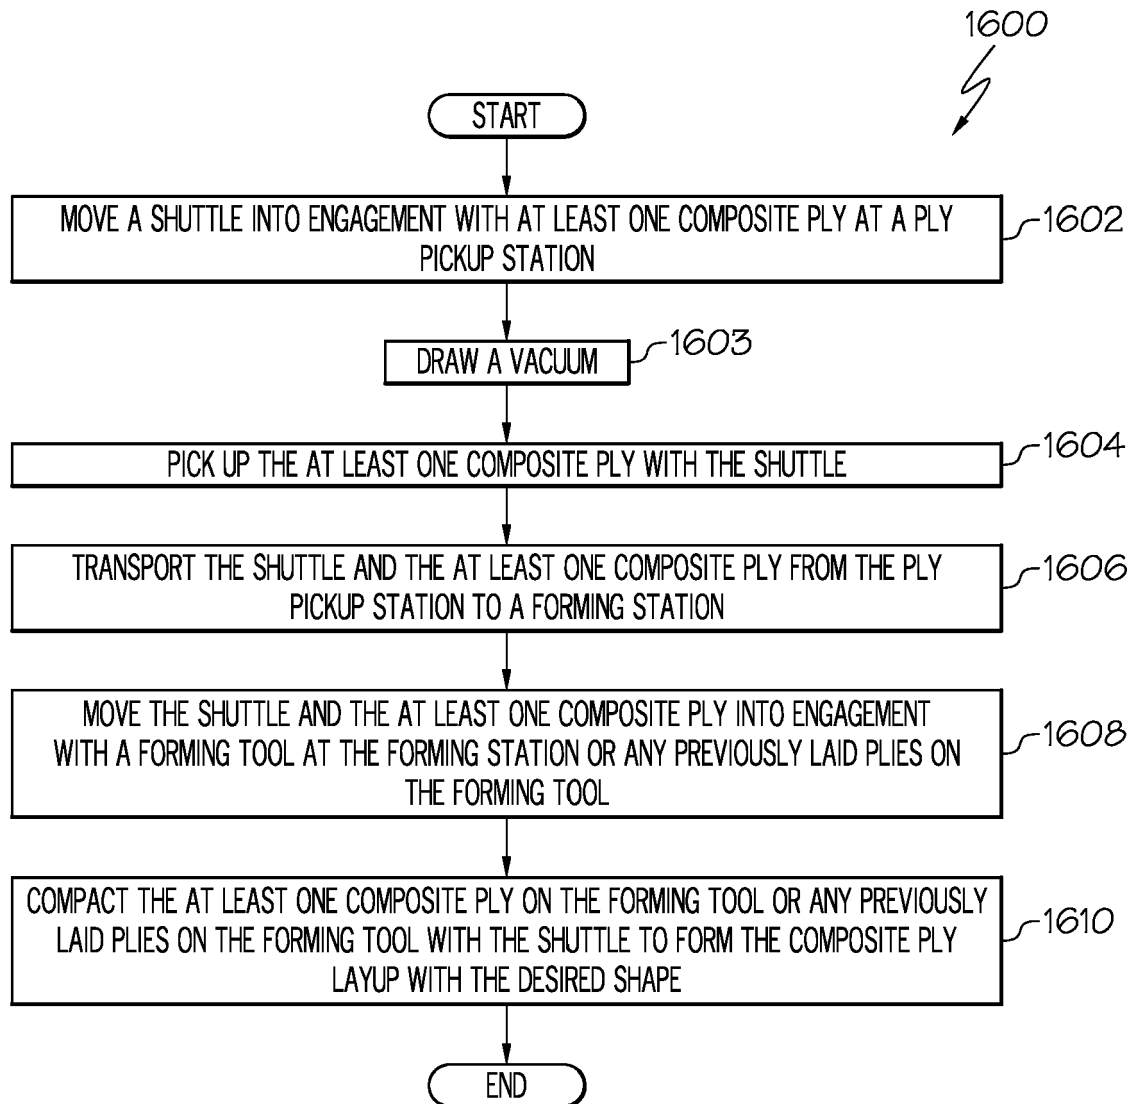 1600
START
MOVE A SHUTTLE INTO ENGAGEMENT WITH AT LEAST ONE COMPOSITE PLY AT A PLY
PICKUP STATION
1602
DRAW A VACUUM
1603
PICK UP THE AT LEAST ONE COMPOSITE PLY WITH THE SHUTTLE
1604
TRANSPORT THE SHUTTLE AND THE AT LEAST ONE COMPOSITE PLY FROM THE PLY
PICKUP STATION TO A FORMING STATION
1606
MOVE THE SHUTTLE AND THE AT LEAST ONE COMPOSITE PLY INTO ENGAGEMENT
WITH A FORMING TOOL AT THE FORMING STATION OR ANY PREVIOUSLY LAID PLIES ON
THE FORMING TOOL
1608
COMPACT THE AT LEAST ONE COMPOSITE PLY ON THE FORMING TOOL OR ANY PREVIOUSLY
LAID PLIES ON THE FORMING TOOL WITH THE SHUTTLE TO FORM THE COMPOSITE PLY
LAYUP WITH THE DESIRED SHAPE
1610
END